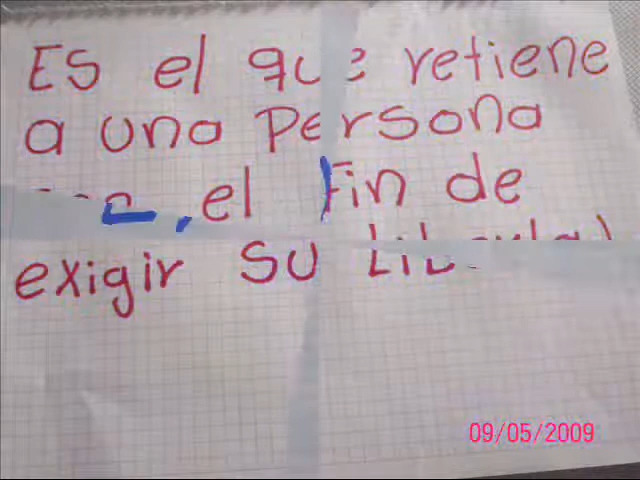 Es el que retiene
a una persona
el fin de
exigir su
09/05/2009